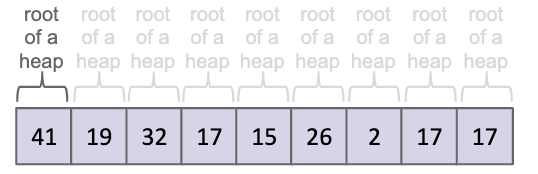 root root root root root root root root root
of a of a of a of a of a of a of a of a of a
heap heap heap heap heap heap heap heap heap
41 19 32 17 15 26 2 17 17